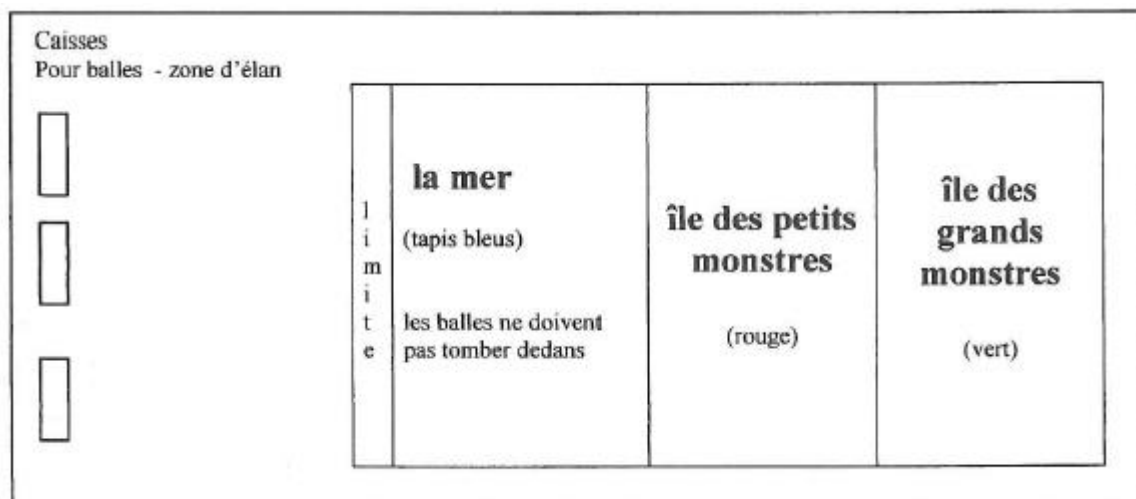 Caisses
Pour balles - zone d'élan
limite
la mer
(tapis bleus)
les balles ne doivent
pas tomber dedans
île des petits
monstres
(rouge)
île des
grands
monstres
(vert)